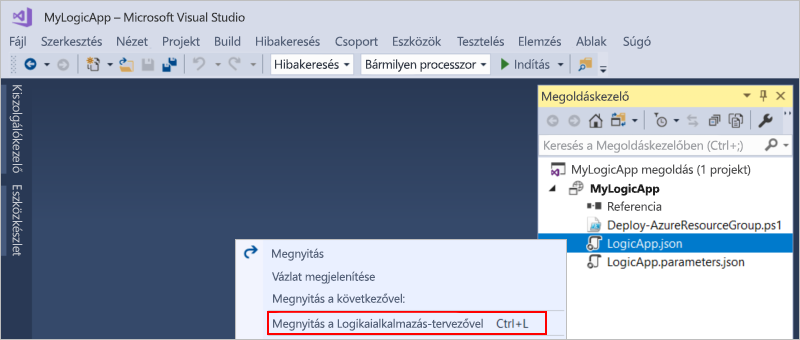 MyLogicApp – Microsoft Visual Studio
Fájl Szerkesztés Nézet Projekt Build Hibakeresés Csoport Eszközök Tesztelés Elemzés Ablak Súgó
Hibakeresés Bármilyen processzor Indítás
Kiszolgálókezelő
Eszközkészlet
Megoldáskezelő
Keresés a Megoldáskezelőben (Ctrl+;)
MyLogicApp megoldás (1 projekt)
MyLogicApp
Referencia
Deploy-AzureResourceGroup.ps1
LogicApp.json
LogicApp.parameters.json
Megnyitás
Vázlat megjelenítése
Megnyitás a következővel:
Megnyitás a Logikaialkalmazás-tervezővel Ctrl+L